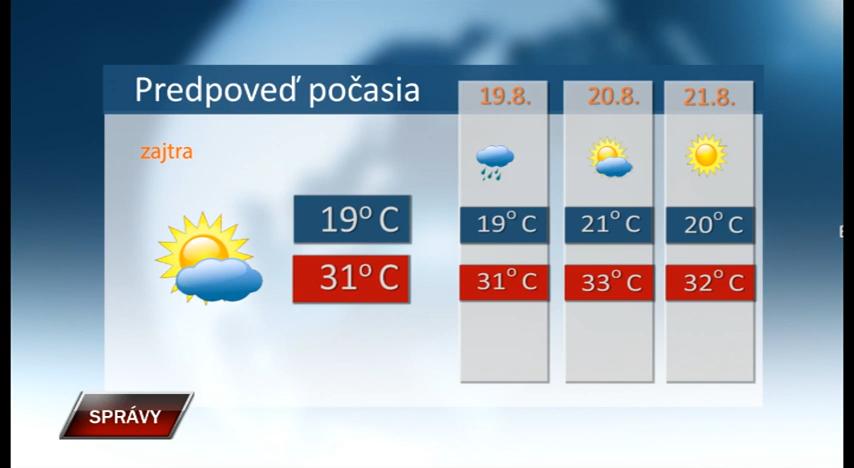 Predpoveď počasia
zajtra
19° C
31° C
19.8. 20.8. 21.8.
19° C 21° C 20° C
31° C 33° C 32° C
SPRÁVY